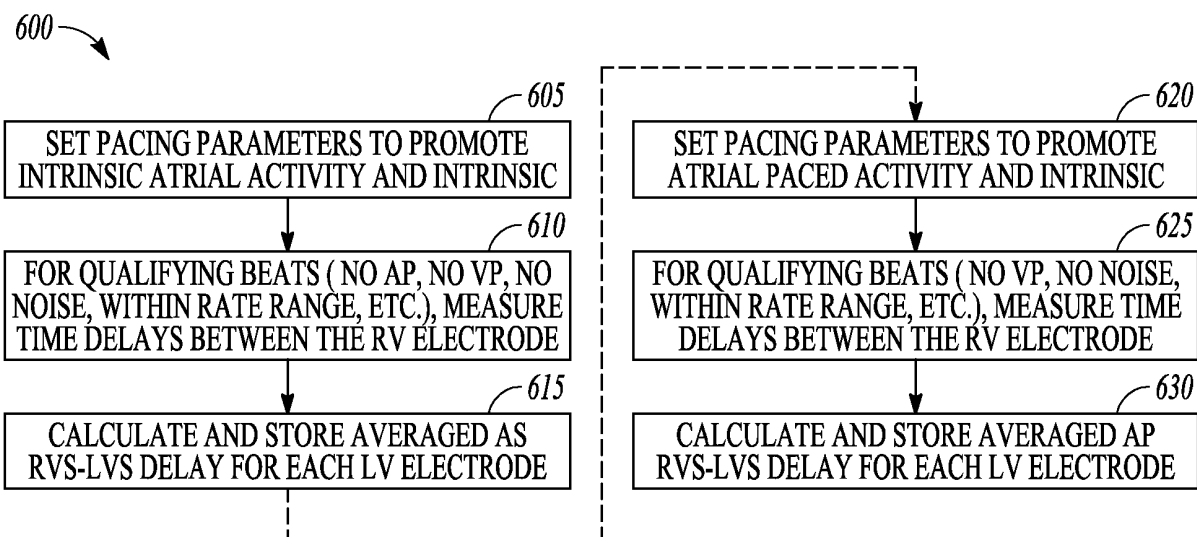 600
605
SET PACING PARAMETERS TO PROMOTE
INTRINSIC ATRIAL ACTIVITY AND INTRINSIC
610
FOR QUALIFYING BEATS ( NO AP, NO VP, NO
NOISE, WITHIN RATE RANGE, ETC.), MEASURE
TIME DELAYS BETWEEN THE RV ELECTRODE
615
CALCULATE AND STORE AVERAGED AS
RVS-LVS DELAY FOR EACH LV ELECTRODE
620
SET PACING PARAMETERS TO PROMOTE
ATRIAL PACED ACTIVITY AND INTRINSIC
625
FOR QUALIFYING BEATS ( NO VP, NO NOISE,
WITHIN RATE RANGE, ETC.), MEASURE TIME
DELAYS BETWEEN THE RV ELECTRODE
630
CALCULATE AND STORE AVERAGED AP
RVS-LVS DELAY FOR EACH LV ELECTRODE